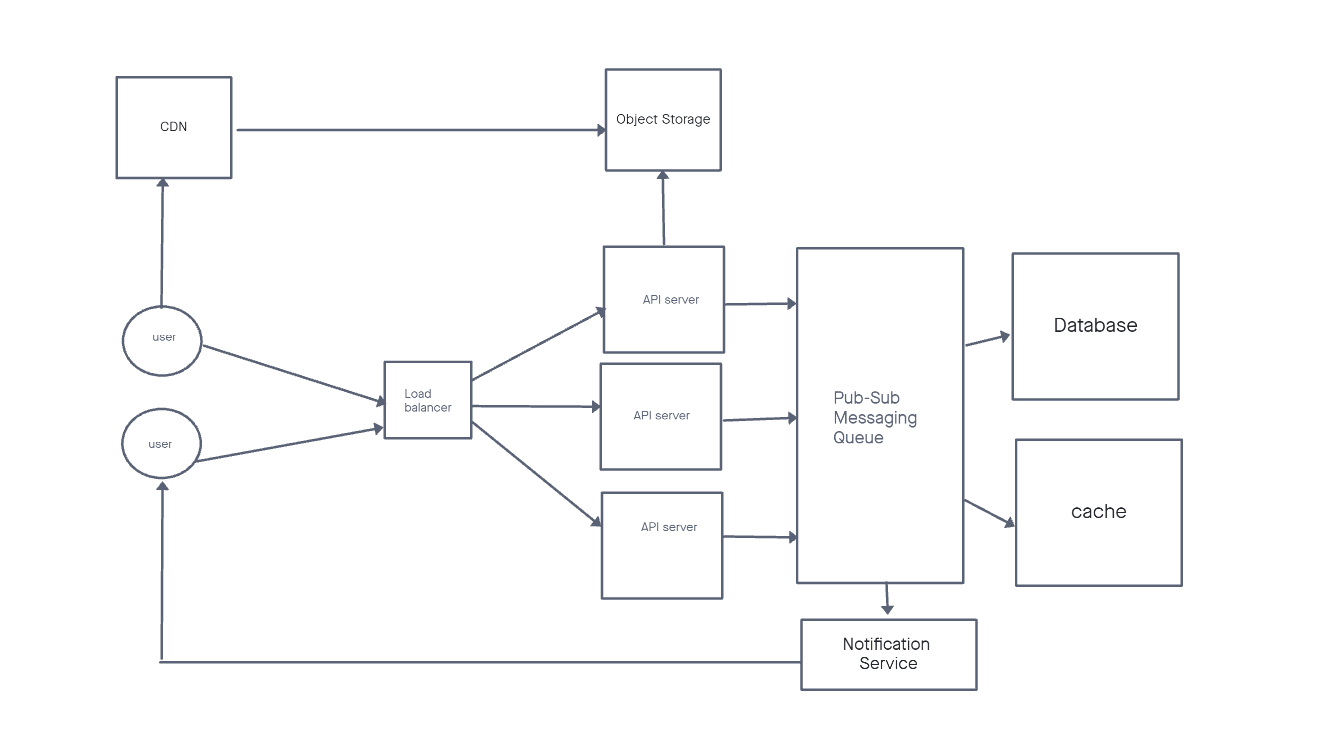 CDN
Object Storage
user
API server
Load
balancer
user
API server
API server
Pub-Sub
Messaging
Queue
Database
cache
Notification
Service